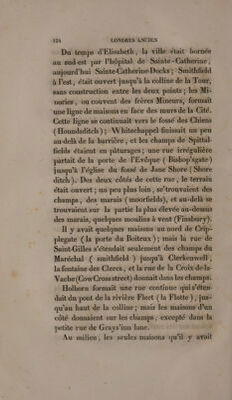 124 LONDRES ANCIEN
Du temps d'Elisabeth, la ville était bornée
au sud-est par l'hôpital de Sainte-Catherine,
aujourd'hui Sainte-Catherine-Docks; Smithfield
à l'est, était ouvert jusqu'à la colline de la Tour,
sans construction entre les deux points; les Mi-
nories, ou couvent des frères Mineurs, formait
une ligne de maisons en face des murs de la Cité.
Cette ligne se continuait vers le fossé des Chiens
(Houndsditch); Whitechappel finissait un peu
au-delà de la barrière, et les champs de Spittal-
fields étaient en pâturages; une rue irrégulière
partait de la porte de l'Evêque (Bishop'sgate)
jusqu'à l'église du fossé de Jane Shore (Shore
ditch). Des deux côtés de cette rue, le terrain
était ouvert; un peu plus loin, se trouvaient des
champs, des marais (moorfields), et au-delà se
trouvaient sur la partie la plus élevée au-dessus
des marais, quelques moulins à vent (Finsbury).
Il y avait quelques maisons au nord de Crip-
plegate (la porte du Boiteux); mais la rue de
Saint-Gilles s'étendait seulement des champs du
Maréchal (smithfield) jusqu'à Clerkenwell,
la fontaine des Clercs, et la rue de la Croix-de-la-
Vache (Cow Cross street) donnait dans les champs.
Holborn formait une rue continue qui s'éten-
dait du pont de la rivière Fleet (la Flotte), jus-
qu'au haut de la colline; mais les maisons d'un
côté donnaient sur les champs, excepté dans la
petite rue de Grays'inn lane.
Au milieu, les seules maisons qu'il y avait